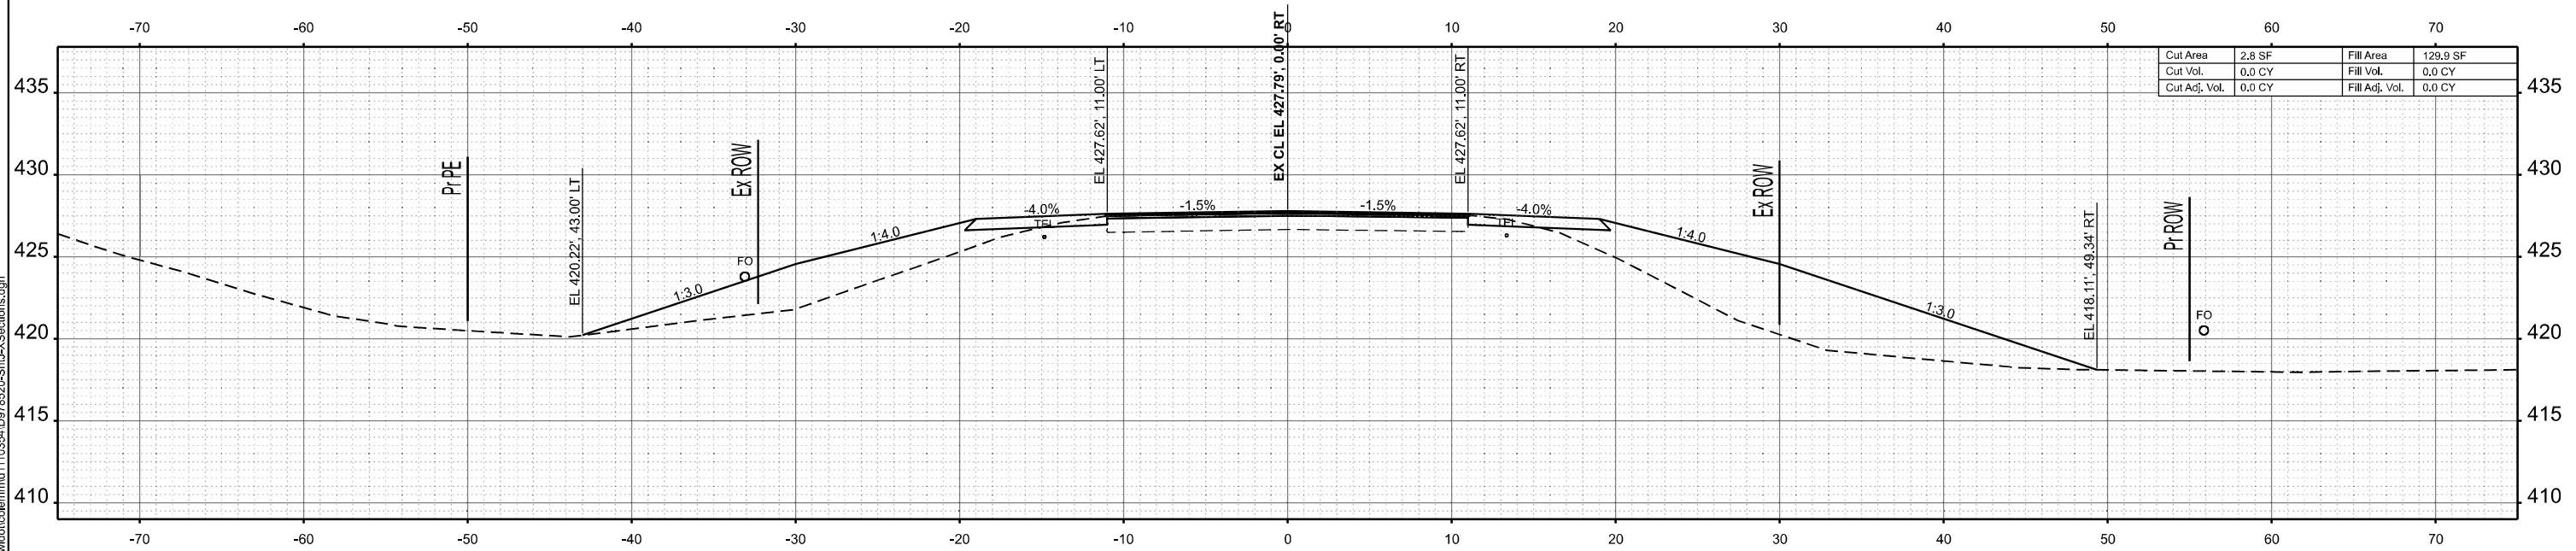 -70 -60 -50 -40 -30 -20 -10 0 10 20 30 40 50 60 70
Cut Area 2.8 SF Fill Area 129.9 SF
Cut Vol. 0.0 CY Fill Vol. 0.0 CY
Cut Adj. Vol. 0.0 CY Fill Adj. Vol. 0.0 CY
435 435
430 430
425 425
420 420
415 415
410 410
Pr PE
EL 420.22', 43.00' LT
Ex ROW
EL 427.62', 11.00' LT
EX CL EL 427.79', 0.00' RT
EL 427.62', 11.00' RT
Ex ROW
EL 418.11', 49.34' RT
Pr ROW
-4.0% -1.5% -1.5% -4.0%
TEL TEL
1:4.0 1:4.0
FO FO
1:3.0 1:3.0
-70 -60 -50 -40 -30 -20 -10 0 10 20 30 40 50 60 70